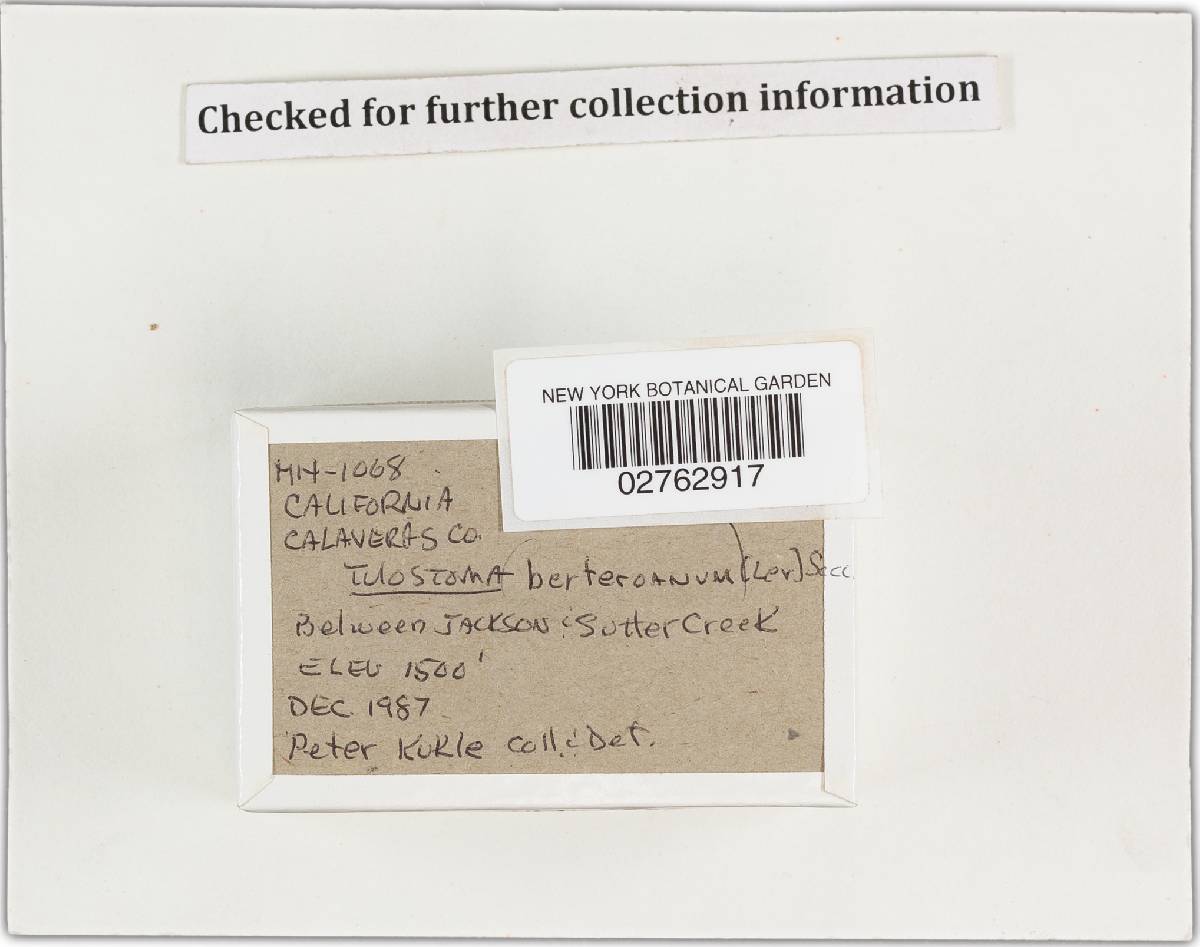 Checked for further collection information
NEW YORK BOTANICAL GARDEN
02762917
MH-1068
CALIFORNIA
CALAVERAS CO.
TULOSTOMA berteroanum (Lev) Sacc.
Between JACKSON & Sutter Creek
ELEV 1500'
DEC 1987
Peter Kukle Coll. & Det.